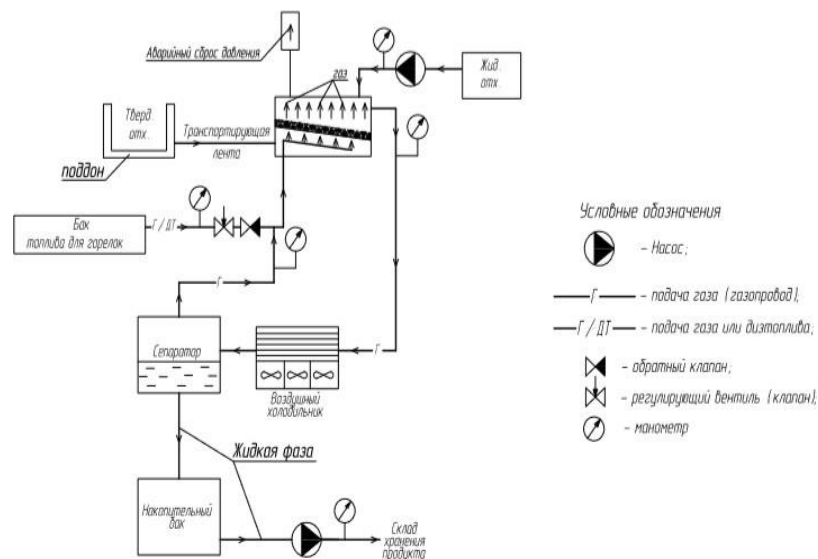 Аварийный сброс давления
газ
Жид.
отх.
Тверд.
отх.
Транспортирующая
лента
поддон
Бак
топлива для горелок
Г / ДТ
Г
Сепаратор
Г
Воздушный
холодильник
Жидкая фаза
Накопительный
бак
Склад
хранения
продукта
Условные обозначения
– Насос;
Г – подача газа (газопровод);
Г / ДТ – подача газа или дизтоплива;
– обратный клапан;
– регулирующий вентиль (клапан);
– манометр